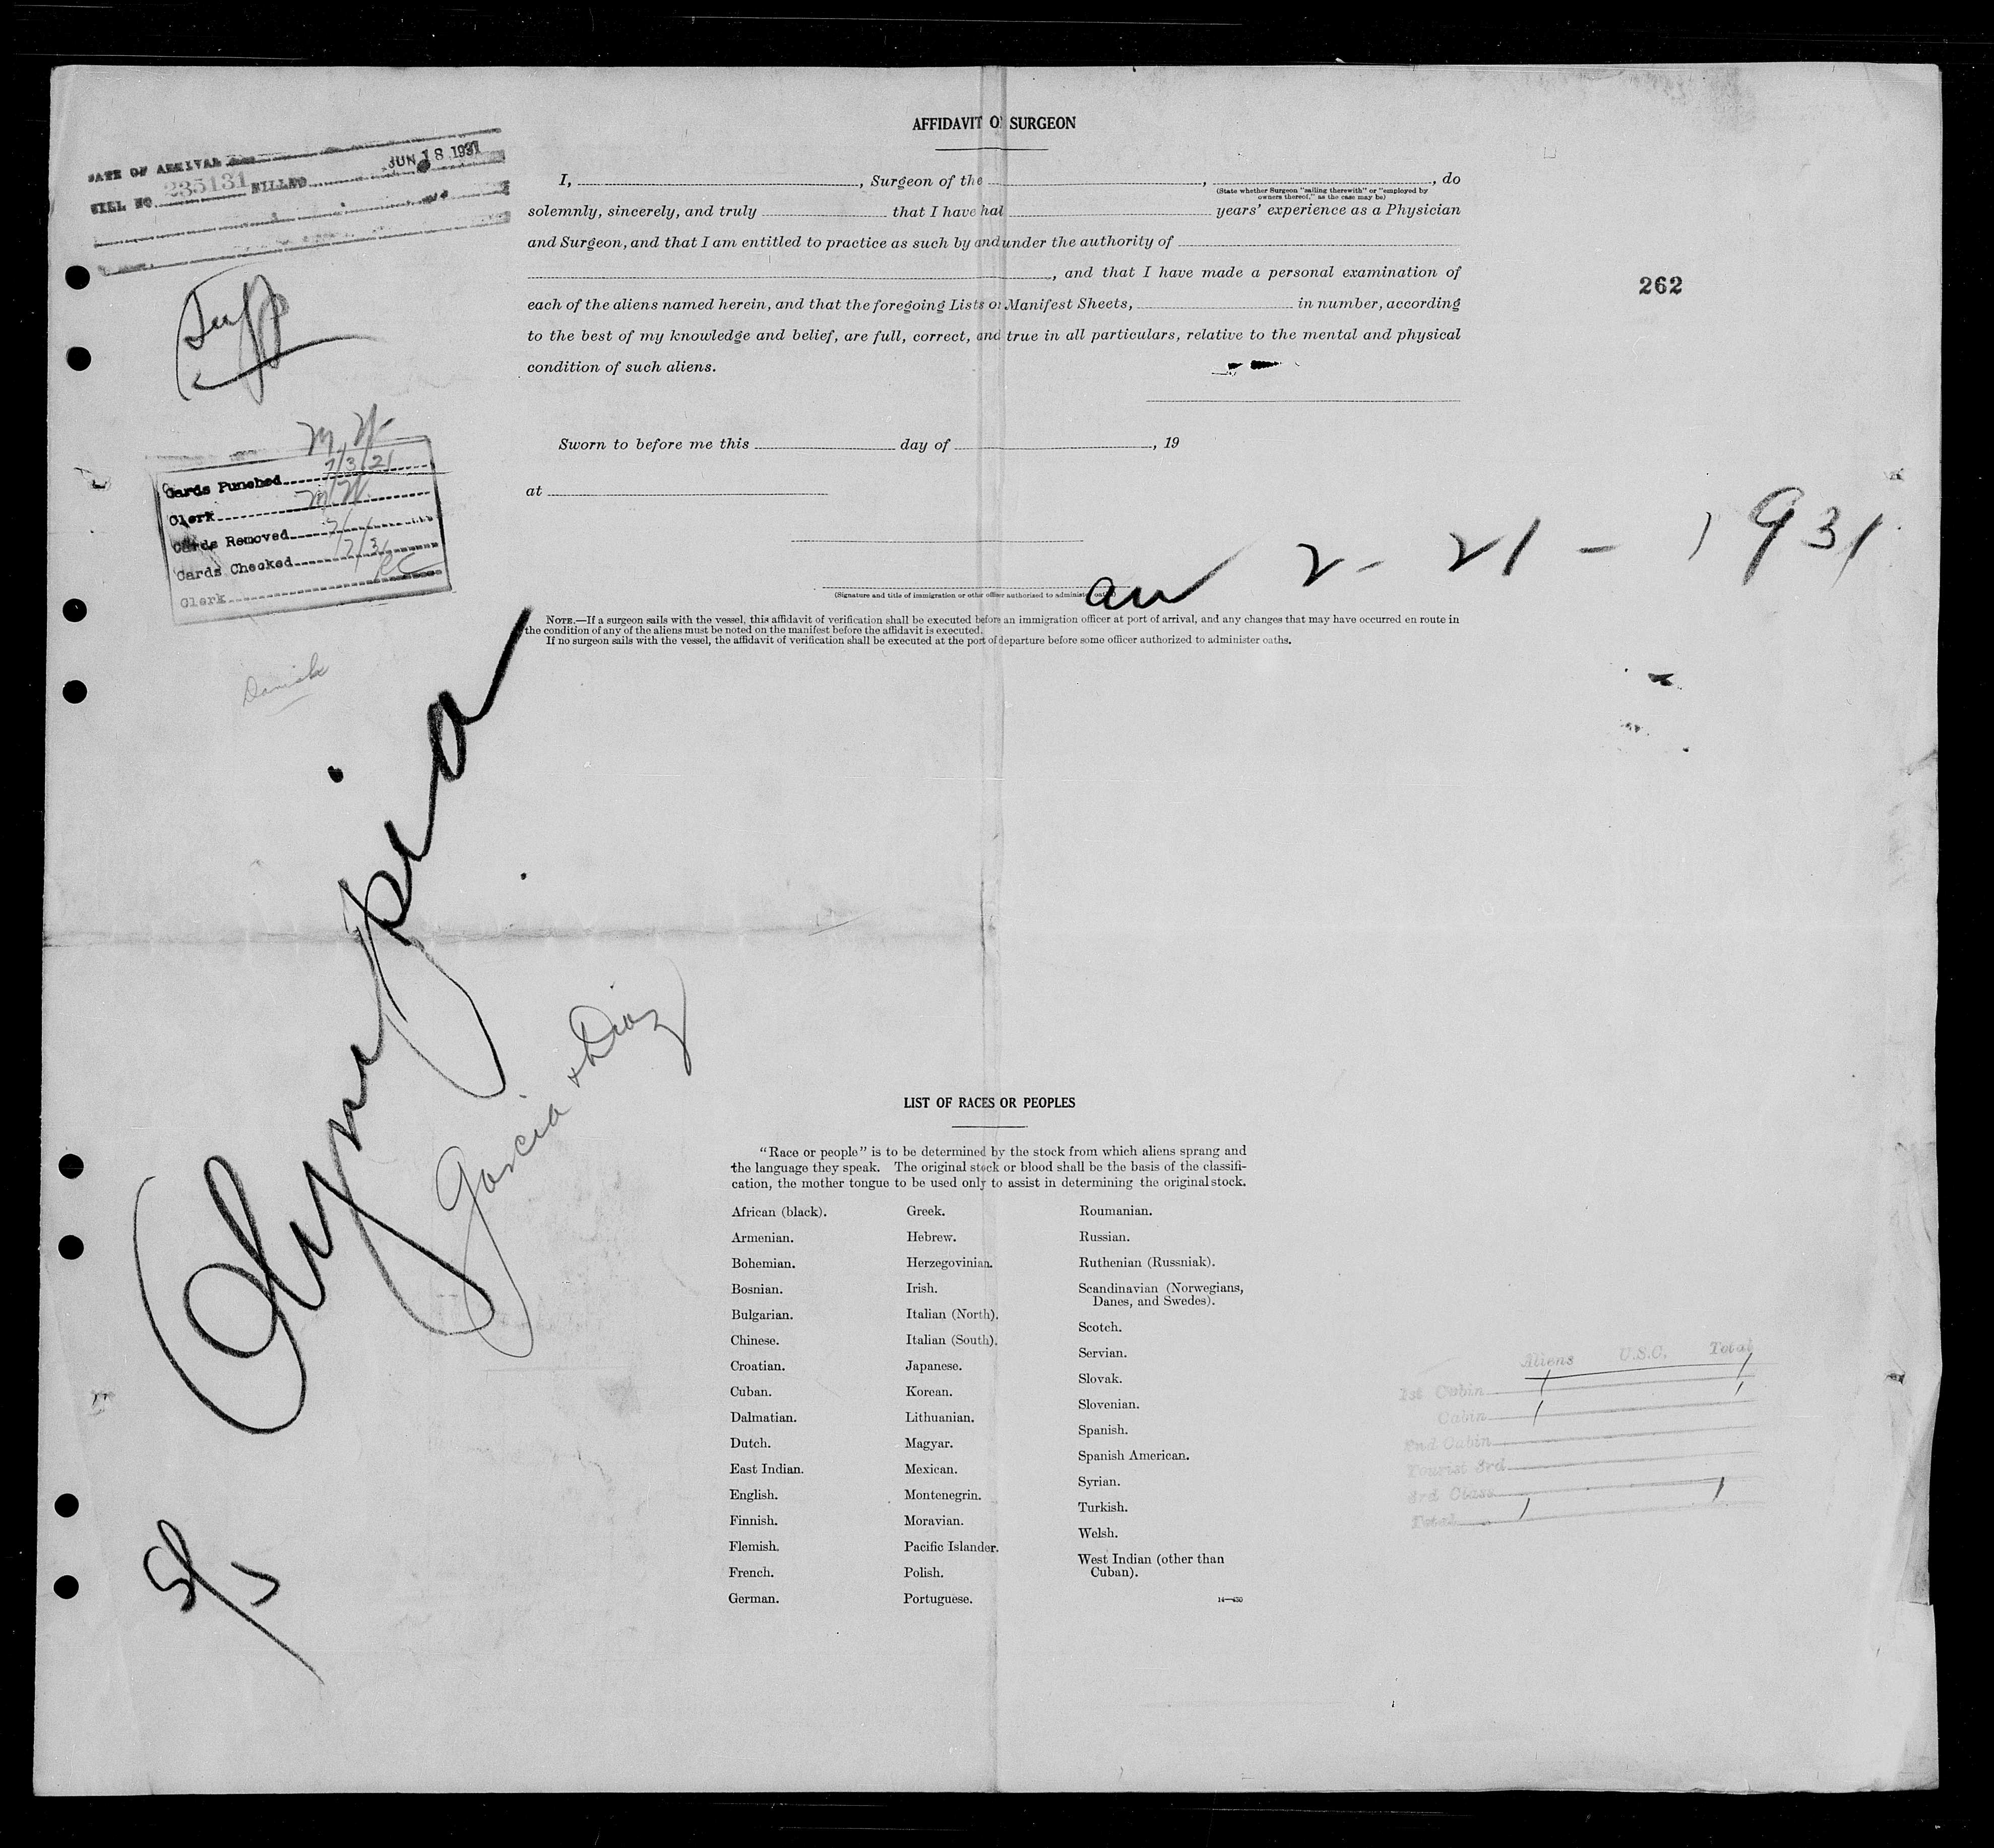 AFFIDAVIT OF SURGEON
I, , Surgeon of the , , do
(State whether Surgeon "sailing therewith" or "employed by
owners thereof," as the case may be)
solemnly, sincerely, and truly that I have had years' experience as a Physician
and Surgeon, and that I am entitled to practice as such by and under the authority of
, and that I have made a personal examination of
each of the aliens named herein, and that the foregoing Lists or Manifest Sheets, in number, according
to the best of my knowledge and belief, are full, correct, and true in all particulars, relative to the mental and physical
condition of such aliens.
Sworn to before me this day of , 19
at
(Signature and title of immigration or other officer authorized to administer oaths)
NOTE.—If a surgeon sails with the vessel, this affidavit of verification shall be executed before an immigration officer at port of arrival, and any changes that may have occurred en route in
the condition of any of the aliens must be noted on the manifest before the affidavit is executed.
If no surgeon sails with the vessel, the affidavit of verification shall be executed at the port of departure before some officer authorized to administer oaths.
DATE OF ARRIVAL
JUN 18 1931
BILL NO. 235131 BILLED
Supp
262
M.W.
Cards Punched 7/3/21
Clerk M.W.
Cards Removed
Cards Checked
Clerk
Danish
arr 2-21-1931
S/S
Olympia
Garcia & Diaz
LIST OF RACES OR PEOPLES
"Race or people" is to be determined by the stock from which aliens sprang and
the language they speak. The original stock or blood shall be the basis of the classifi-
cation, the mother tongue to be used only to assist in determining the original stock.
African (black).
Armenian.
Bohemian.
Bosnian.
Bulgarian.
Chinese.
Croatian.
Cuban.
Dalmatian.
Dutch.
East Indian.
English.
Finnish.
Flemish.
French.
German.
Greek.
Hebrew.
Herzegovinian.
Irish.
Italian (North).
Italian (South).
Japanese.
Korean.
Lithuanian.
Magyar.
Mexican.
Montenegrin.
Moravian.
Pacific Islander.
Polish.
Portuguese.
Roumanian.
Russian.
Ruthenian (Russniak).
Scandinavian (Norwegians,
Danes, and Swedes).
Scotch.
Servian.
Slovak.
Slovenian.
Spanish.
Spanish American.
Syrian.
Turkish.
Welsh.
West Indian (other than
Cuban).
14—430
Aliens U.S.C. Total
1st Cabin 1 1
Cabin 1 1
2nd Cabin
Tourist 3rd
3rd Class
Total 1 1